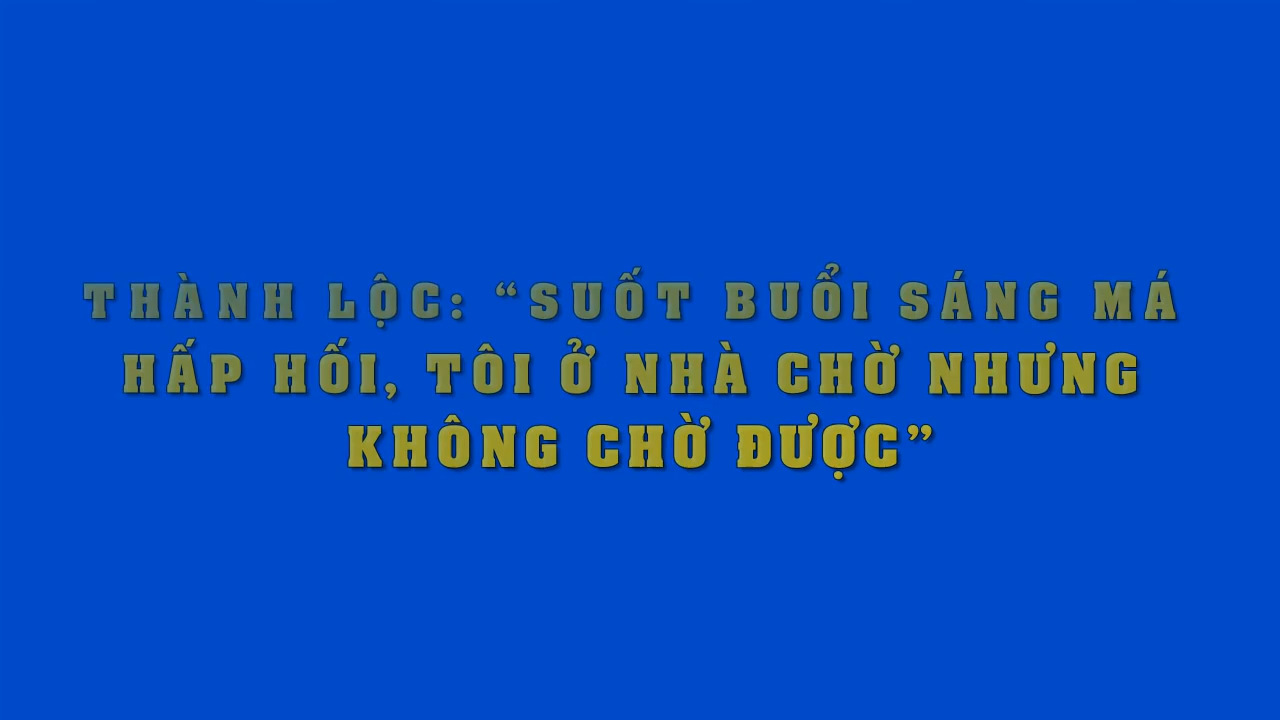 THÀNH LỘC: “SUỐT BUỔI SÁNG MÁ
HẤP HỐI, TÔI Ở NHÀ CHỜ NHƯNG
KHÔNG CHỜ ĐƯỢC”